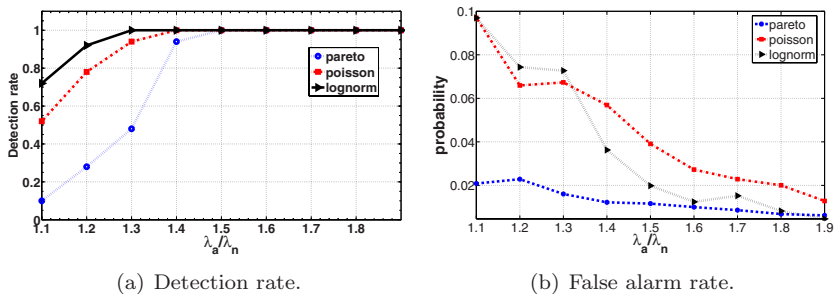 Detection rate
1
0.8
0.6
0.4
0.2
0
1.1 1.2 1.3 1.4 1.5 1.6 1.7 1.8
λa/λn
pareto
poisson
lognorm
(a) Detection rate.
probability
0.1
0.08
0.06
0.04
0.02
1.1 1.2 1.3 1.4 1.5 1.6 1.7 1.8 1.9
λa/λn
pareto
poisson
lognorm
(b) False alarm rate.